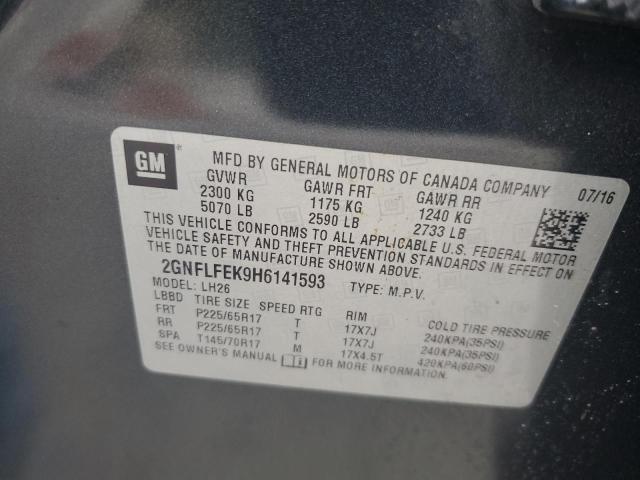 GM
MFD BY GENERAL MOTORS OF CANADA COMPANY 07/16
GVWR GAWR FRT GAWR RR
2300 KG 1175 KG 1240 KG
5070 LB 2590 LB 2733 LB
THIS VEHICLE CONFORMS TO ALL APPLICABLE U.S. FEDERAL MOTOR
VEHICLE SAFETY AND THEFT PREVENTION STANDARDS IN EFFECT ON
THE DATE OF MANUFACTURE SHOWN ABOVE.
2GNFLFEK9H6141593 TYPE: M.P.V.
MODEL: LH26
LBBD TIRE SIZE SPEED RTG RIM COLD TIRE PRESSURE
FRT P225/65R17 T 17X7J 240KPA(35PSI)
RR P225/65R17 T 17X7J 240KPA(35PSI)
SPA T145/70R17 M 17X4.5T 420KPA(60PSI)
SEE OWNER'S MANUAL FOR MORE INFORMATION.